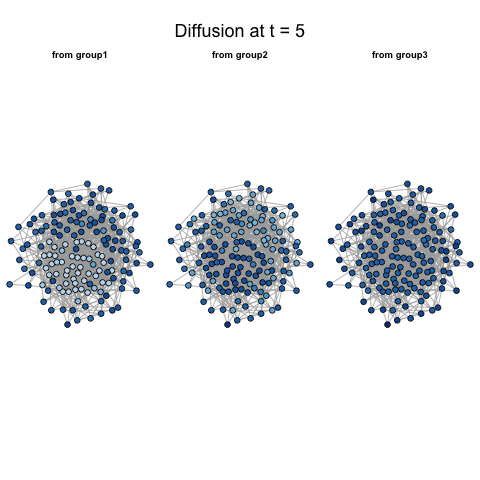 Diffusion at t = 5
from group1
from group2
from group3